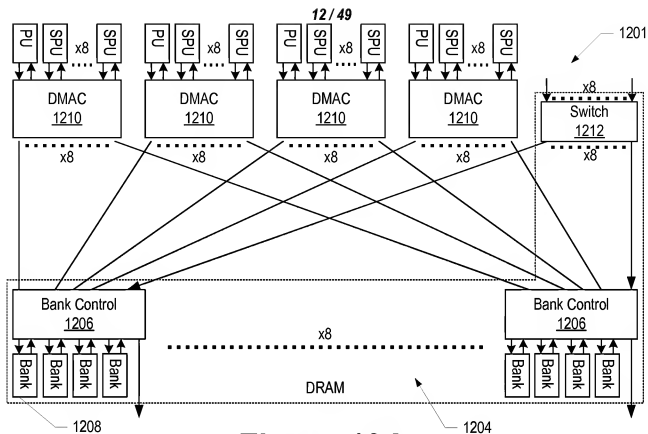 12 / 49
PU SPU x8 SPU PU SPU x8 SPU PU SPU x8 SPU PU SPU x8 SPU
1201
DMAC
1210
DMAC
1210
DMAC
1210
DMAC
1210
x8
Switch
1212
x8 x8 x8 x8 x8
Bank Control
1206
Bank Control
1206
x8
Bank Bank Bank Bank Bank Bank Bank Bank
DRAM
1208
1204